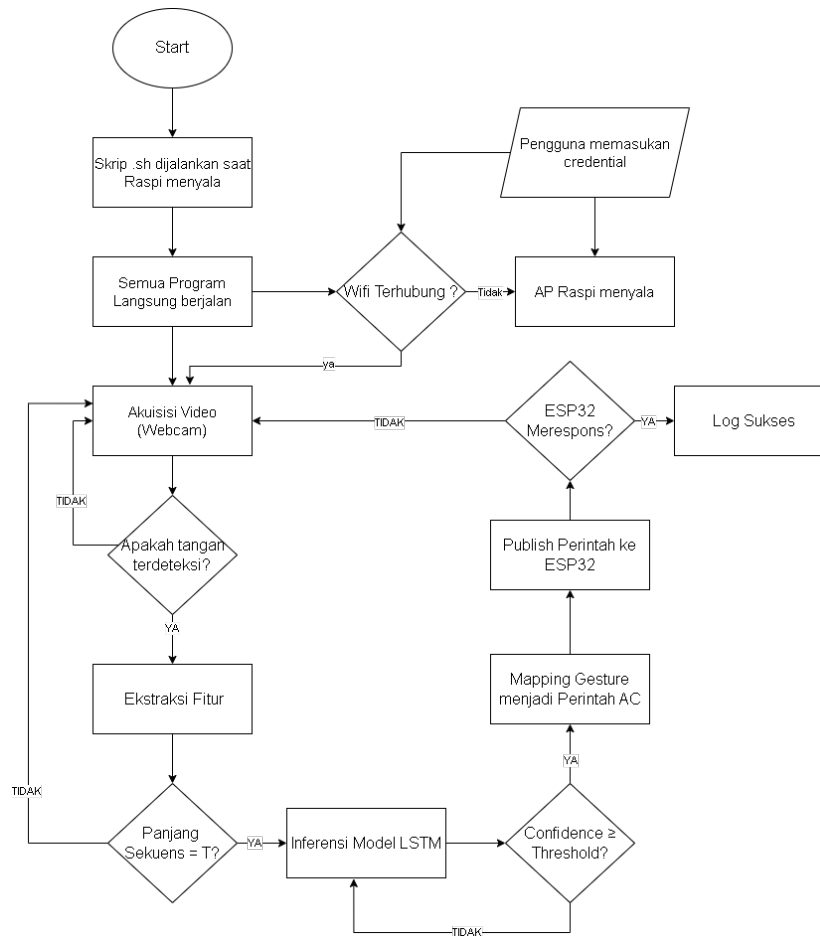 Start
Skrip .sh dijalankan saat
Raspi menyala
Pengguna memasukan
credential
Semua Program
Langsung berjalan
Wifi Terhubung ?
Tidak
AP Raspi menyala
ya
Akuisisi Video
(Webcam)
TIDAK
ESP32
Merespons?
YA
Log Sukses
TIDAK
Apakah tangan
terdeteksi?
Publish Perintah ke
ESP32
YA
Ekstraksi Fitur
Mapping Gesture
menjadi Perintah AC
YA
TIDAK
Panjang
Sekuens = T?
YA
Inferensi Model LSTM
Confidence ≥
Threshold?
TIDAK